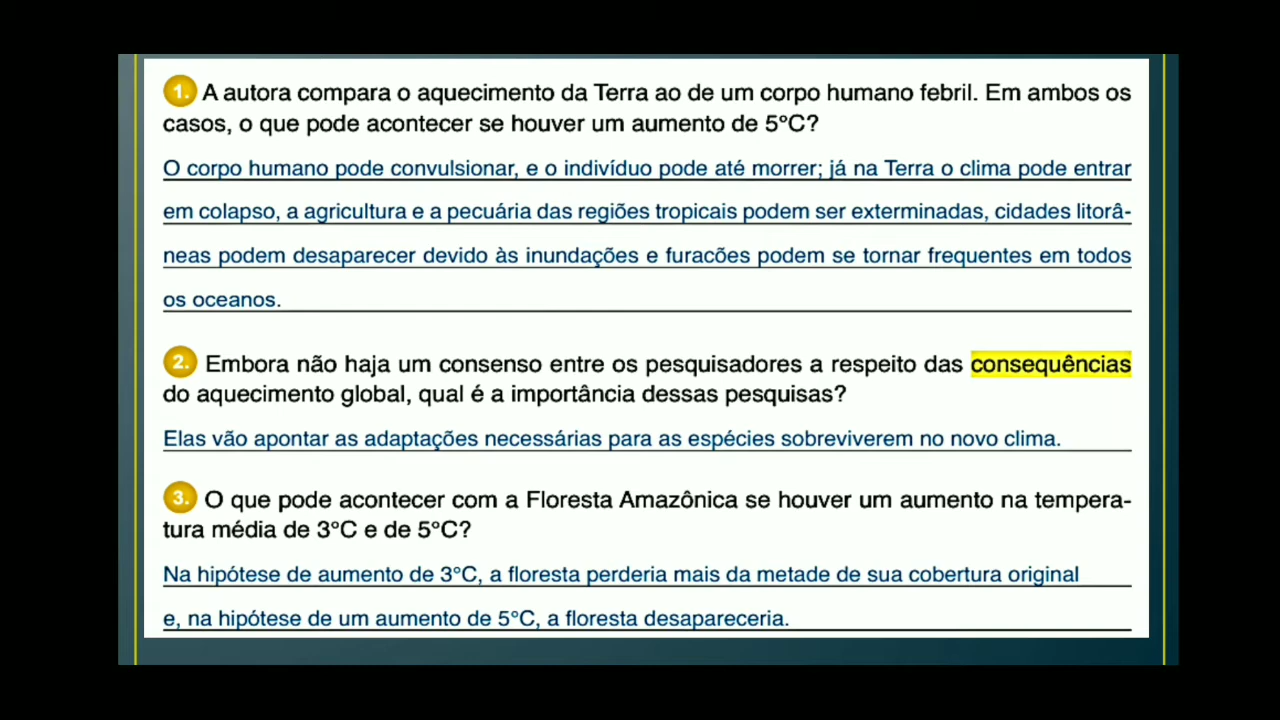 1. A autora compara o aquecimento da Terra ao de um corpo humano febril. Em ambos os
casos, o que pode acontecer se houver um aumento de 5°C?
O corpo humano pode convulsionar, e o indivíduo pode até morrer; já na Terra o clima pode entrar
em colapso, a agricultura e a pecuária das regiões tropicais podem ser exterminadas, cidades litorâ-
neas podem desaparecer devido às inundações e furacões podem se tornar frequentes em todos
os oceanos.
2. Embora não haja um consenso entre os pesquisadores a respeito das consequências
do aquecimento global, qual é a importância dessas pesquisas?
Elas vão apontar as adaptações necessárias para as espécies sobreviverem no novo clima.
3. O que pode acontecer com a Floresta Amazônica se houver um aumento na tempera-
tura média de 3°C e de 5°C?
Na hipótese de aumento de 3°C, a floresta perderia mais da metade de sua cobertura original
e, na hipótese de um aumento de 5°C, a floresta desapareceria.